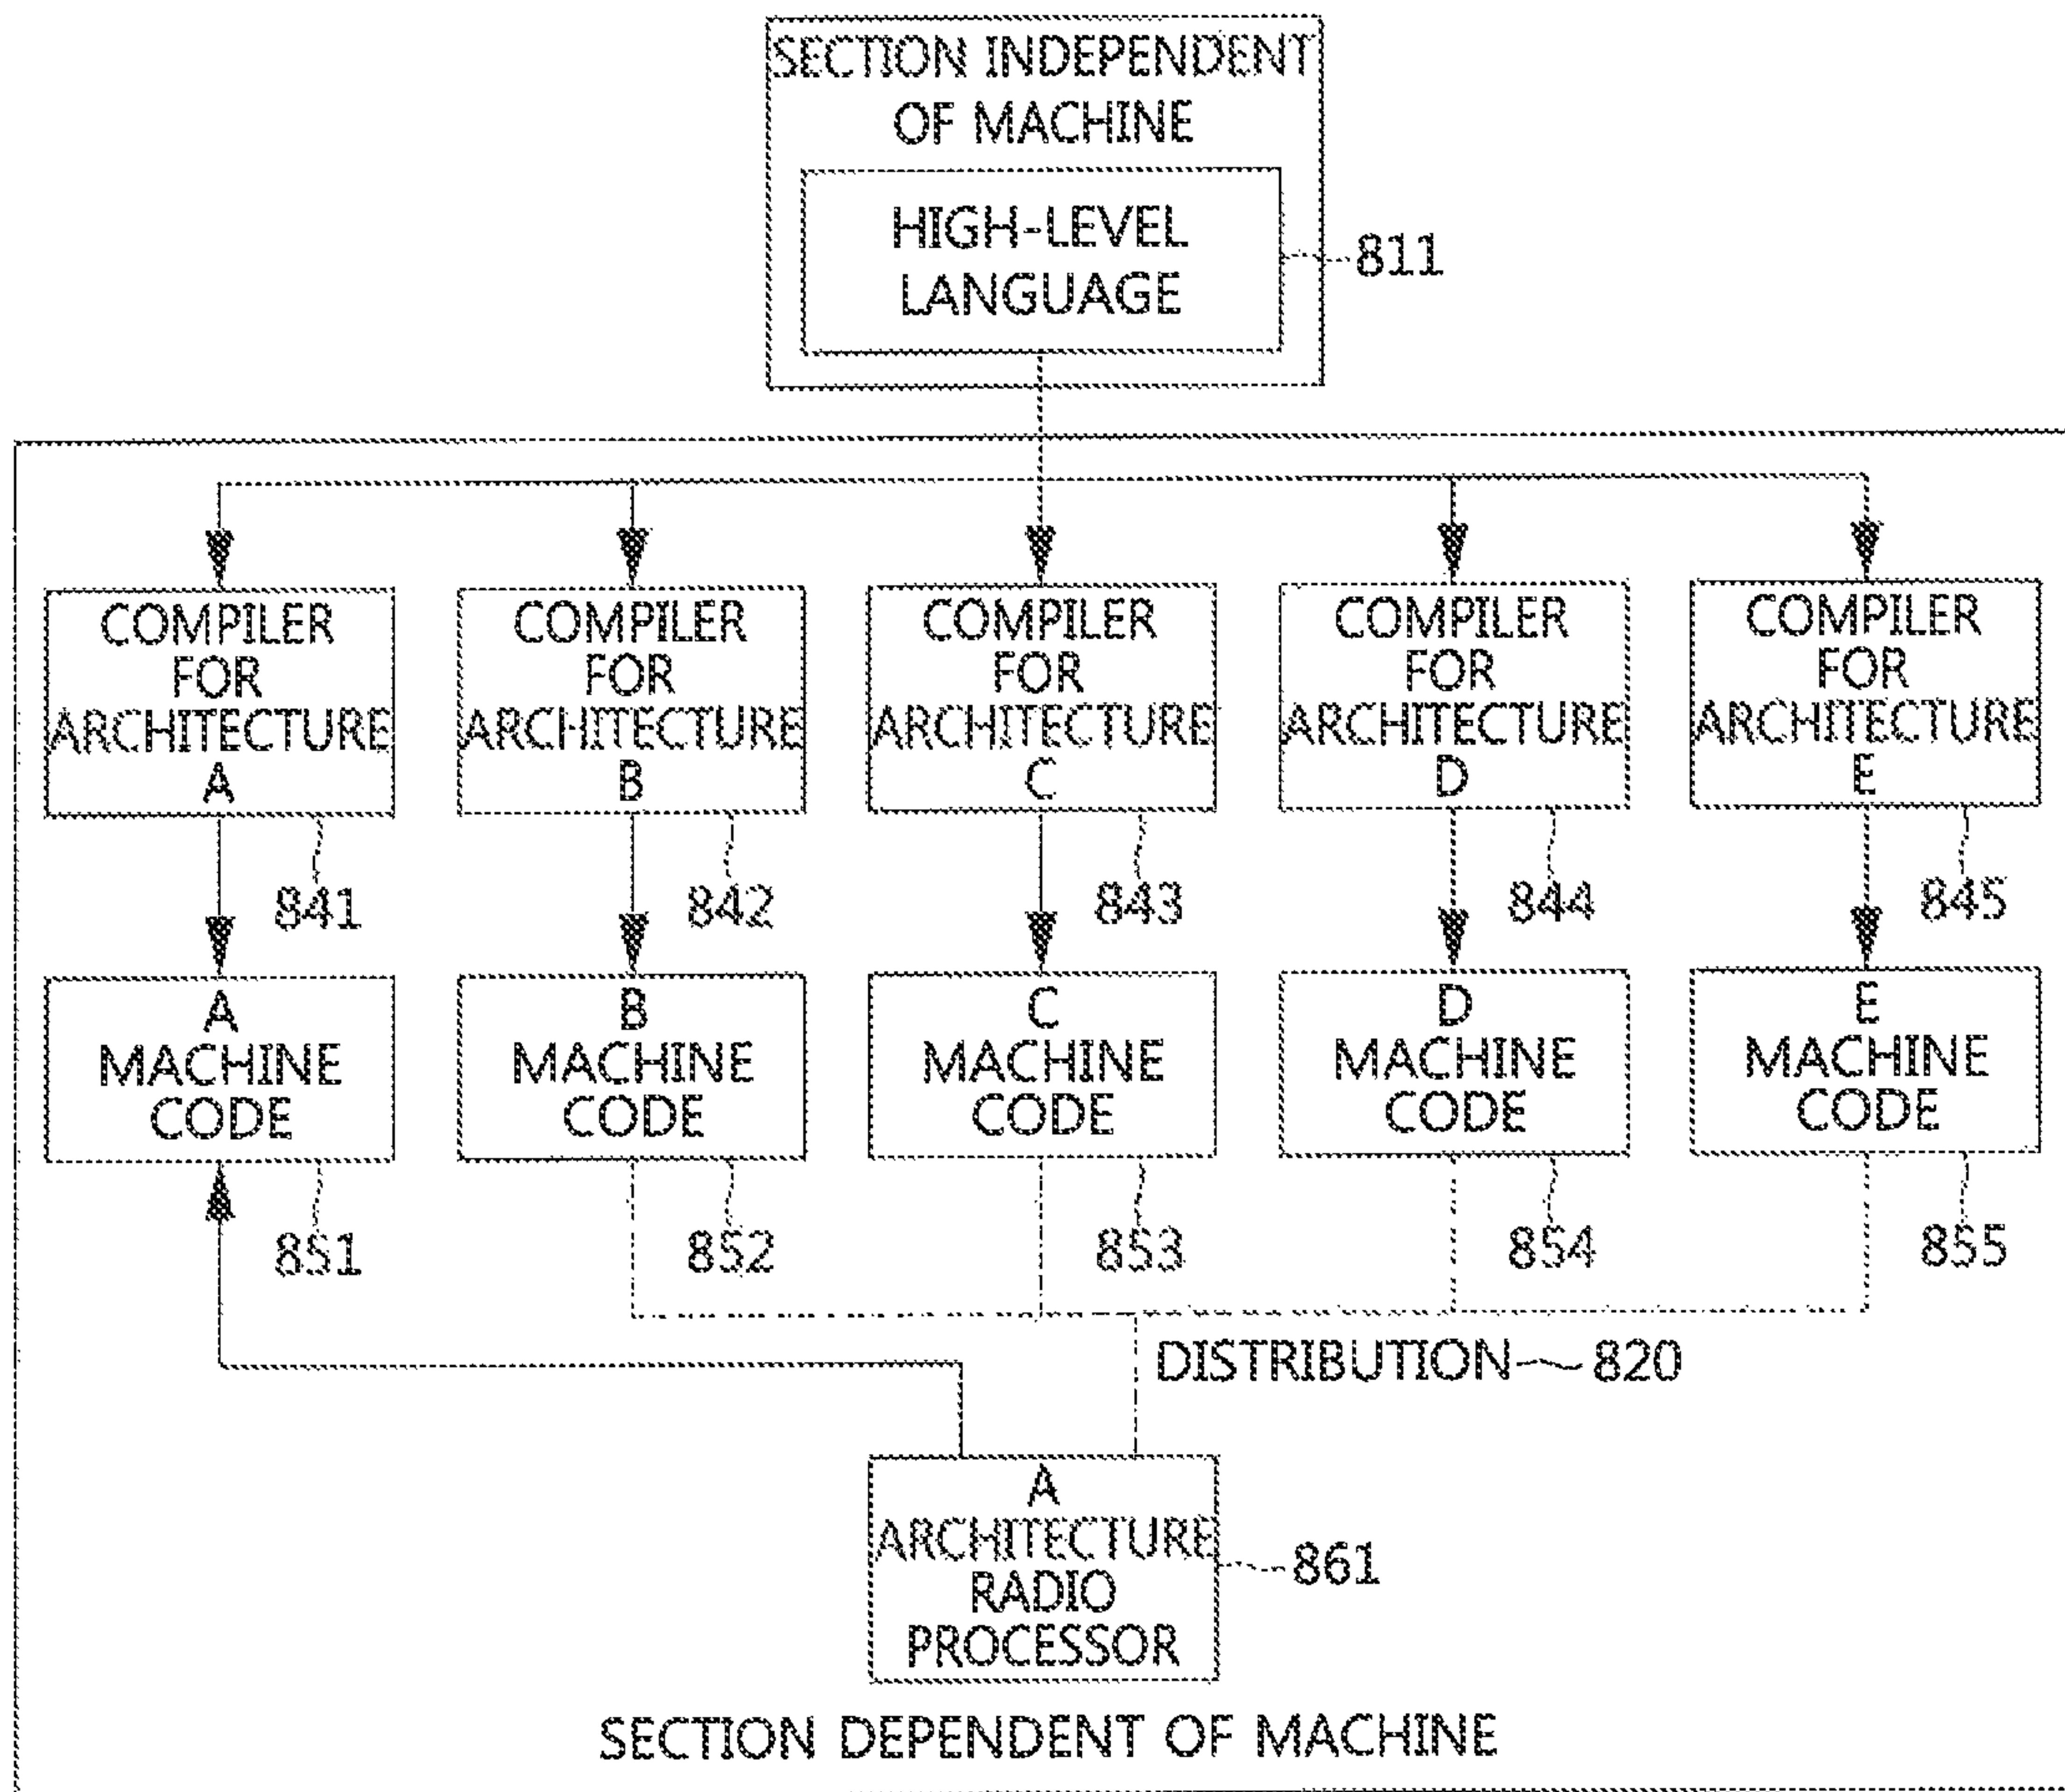 SECTION INDEPENDENT
OF MACHINE
HIGH-LEVEL
LANGUAGE
811
COMPILER
FOR
ARCHITECTURE
A
COMPILER
FOR
ARCHITECTURE
B
COMPILER
FOR
ARCHITECTURE
C
COMPILER
FOR
ARCHITECTURE
D
COMPILER
FOR
ARCHITECTURE
E
841
842
843
844
845
A
MACHINE
CODE
B
MACHINE
CODE
C
MACHINE
CODE
D
MACHINE
CODE
E
MACHINE
CODE
851
852
853
854
855
DISTRIBUTION 820
A
ARCHITECTURE
RADIO
PROCESSOR
861
SECTION DEPENDENT OF MACHINE